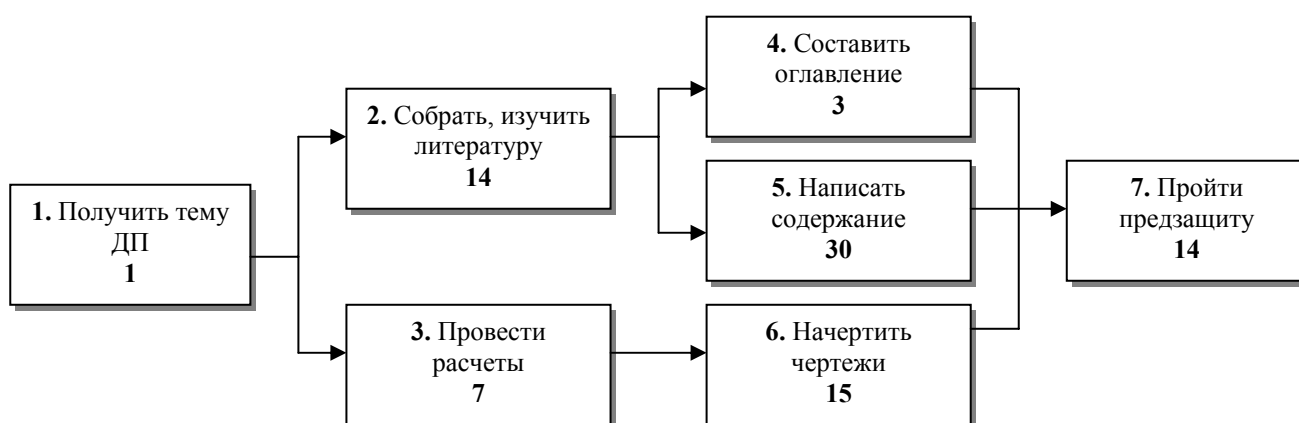 1. Получить тему
ДП
1
2. Собрать, изучить
литературу
14
3. Провести
расчеты
7
4. Составить
оглавление
3
5. Написать
содержание
30
6. Начертить
чертежи
15
7. Пройти
предзащиту
14